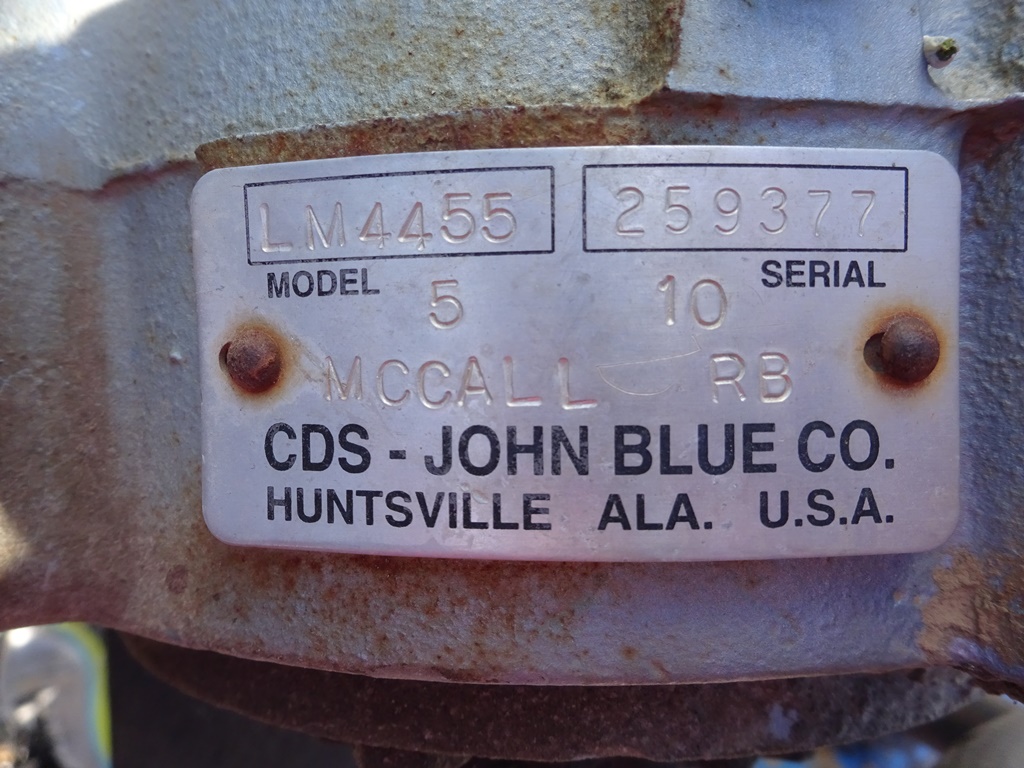 LM4455 259377
MODEL SERIAL
5 10
MCCALL RB
CDS - JOHN BLUE CO.
HUNTSVILLE ALA. U.S.A.